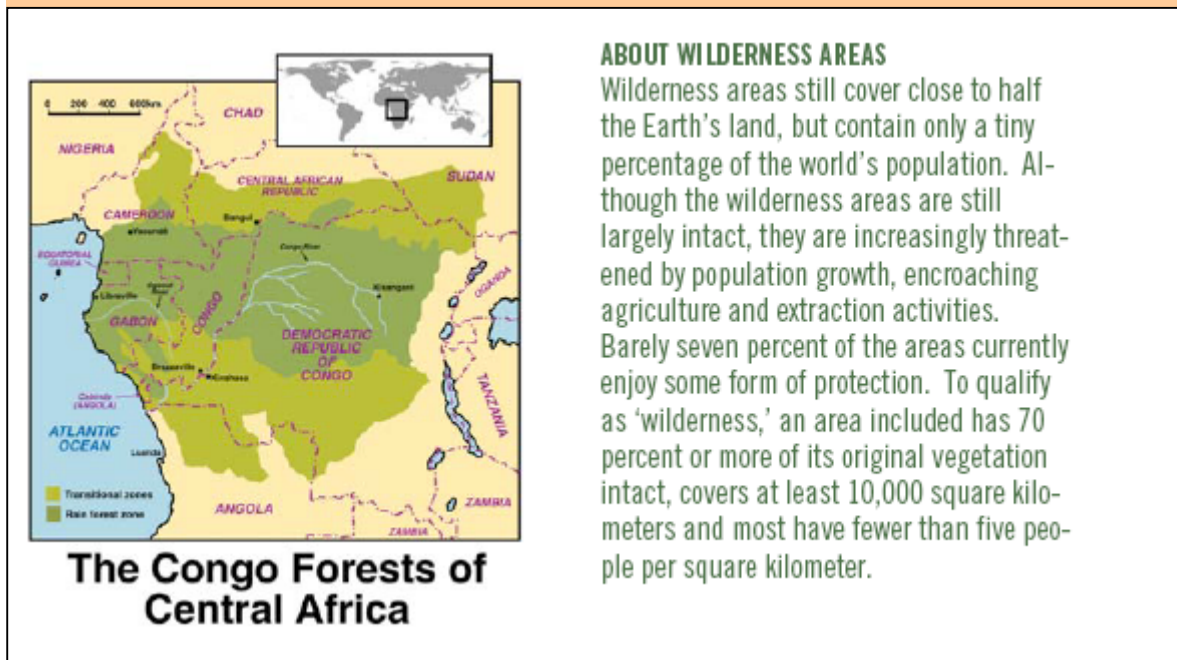 0 200 400 600km
CHAD
NIGERIA
SUDAN
CENTRAL AFRICAN
REPUBLIC
CAMEROON
Bangui
Yaounde
Congo River
EQUATORIAL
GUINEA
UGANDA
Libreville
Kisangani
GABON
CONGO
DEMOCRATIC
REPUBLIC
OF
CONGO
Brazzaville
Kinshasa
TANZANIA
Cabinda
(ANGOLA)
ATLANTIC
OCEAN
Luanda
Transitional zones
Rain forest zone
ANGOLA
ZAMBIA
ZAMBIA
The Congo Forests of
Central Africa
ABOUT WILDERNESS AREAS
Wilderness areas still cover close to half
the Earth's land, but contain only a tiny
percentage of the world's population. Al-
though the wilderness areas are still
largely intact, they are increasingly threat-
ened by population growth, encroaching
agriculture and extraction activities.
Barely seven percent of the areas currently
enjoy some form of protection. To qualify
as 'wilderness,' an area included has 70
percent or more of its original vegetation
intact, covers at least 10,000 square kilo-
meters and most have fewer than five peo-
ple per square kilometer.